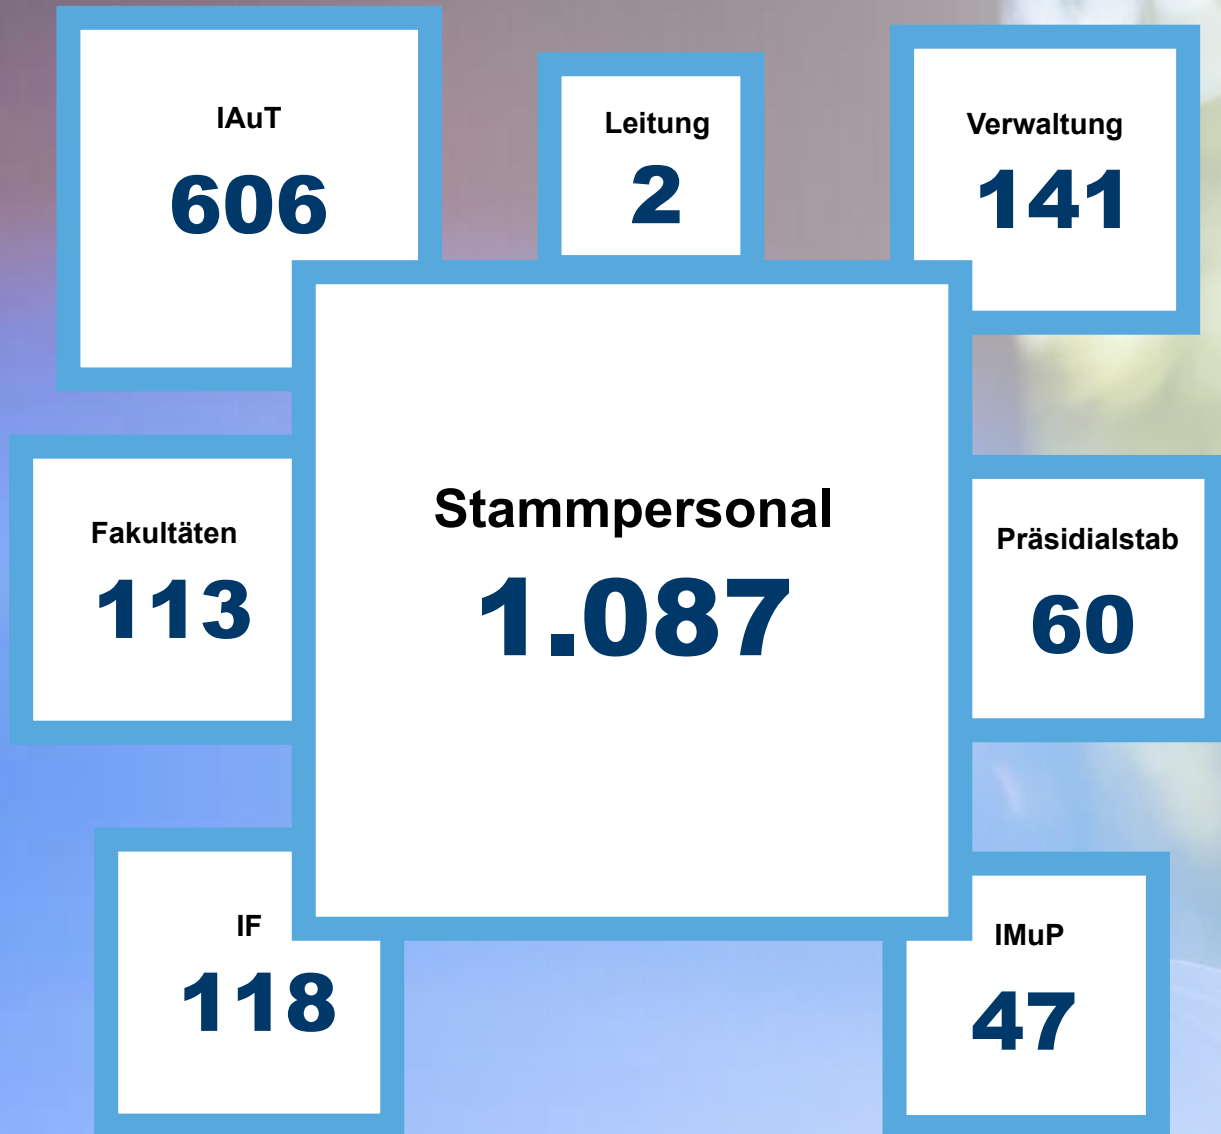 IAuT
606
Leitung
2
Verwaltung
141
Fakultäten
113
Stammpersonal
1.087
Präsidialstab
60
IF
118
IMuP
47